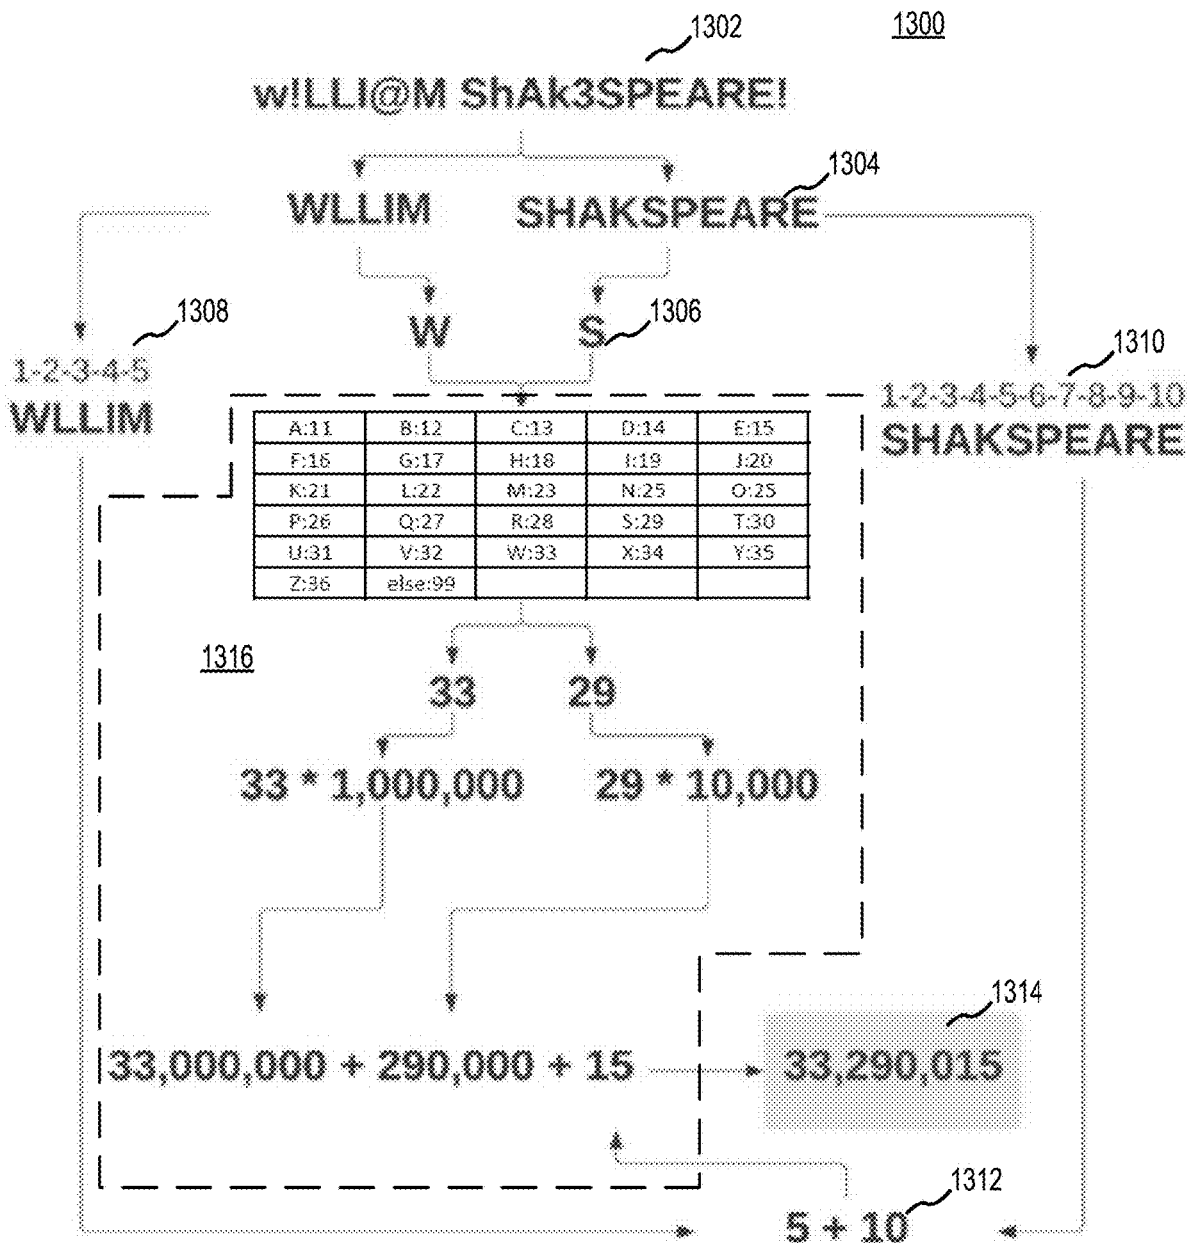 1300
1302
w!LLI@M ShAk3SPEARE!
1304
WLLIM SHAKSPEARE
1308
W S
1306
1310
1-2-3-4-5
WLLIM
1-2-3-4-5-6-7-8-9-10
SHAKSPEARE
A:11 B:12 C:13 D:14 E:15
F:16 G:17 H:18 I:19 J:20
K:21 L:22 M:23 N:25 O:25
P:26 Q:27 R:28 S:29 T:30
U:31 V:32 W:33 X:34 Y:35
Z:36 else:99
1316
33 29
33 * 1,000,000 29 * 10,000
1314
33,000,000 + 290,000 + 15 33,290,015
1312
5 + 10